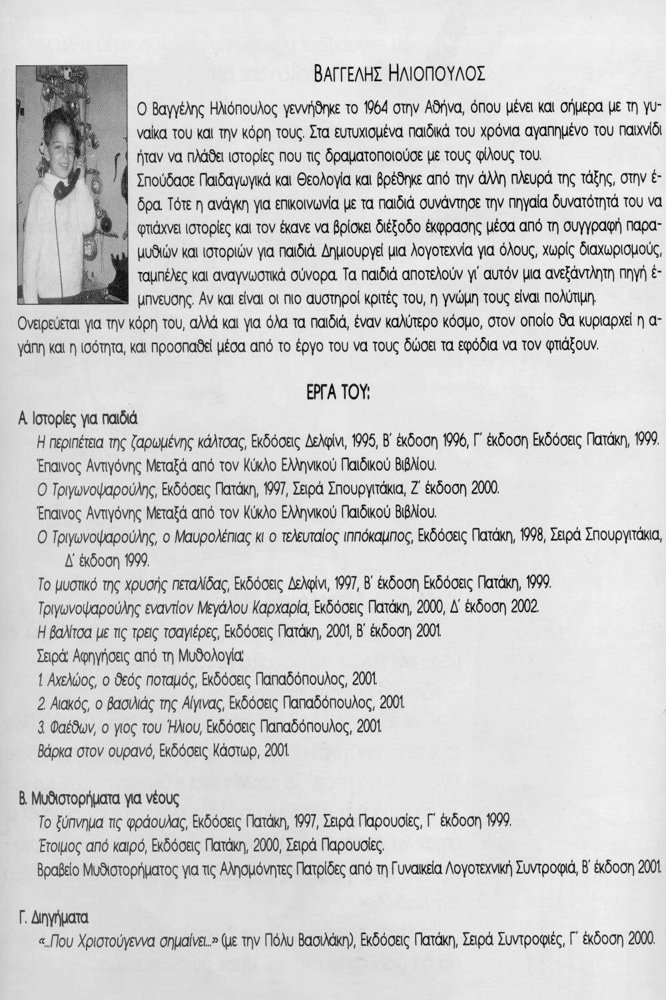 ΒΑΓΓΕΛΗΣ ΗΛΙΟΠΟΥΛΟΣ
Ο Βαγγέλης Ηλιόπουλος γεννήθηκε το 1964 στην Αθήνα, όπου μένει και σήμερα με τη γυ-
ναίκα του και την κόρη τους. Στα ευτυχισμένα παιδικά του χρόνια αγαπημένο του παιχνίδι
ήταν να πλάθει ιστορίες που τις δραματοποιούσε με τους φίλους του.
Σπούδασε Παιδαγωγικά και Θεολογία και βρέθηκε από την άλλη πλευρά της τάξης, στην έ-
δρα. Τότε η ανάγκη για επικοινωνία με τα παιδιά συνάντησε την πηγαία δυνατότητά του να
φτιάχνει ιστορίες και τον έκανε να βρίσκει διέξοδο έκφρασης μέσα από τη συγγραφή παρα-
μυθιών και ιστοριών για παιδιά. Δημιουργεί μια λογοτεχνία για όλους, χωρίς διαχωρισμούς,
ταμπέλες και αναγνωστικά σύνορα. Τα παιδιά αποτελούν γι' αυτόν μια ανεξάντλητη πηγή έ-
μπνευσης. Αν και είναι οι πιο αυστηροί κριτές του, η γνώμη τους είναι πολύτιμη.
Ονειρεύεται για την κόρη του, αλλά και για όλα τα παιδιά, έναν καλύτερο κόσμο, στον οποίο θα κυριαρχεί η α-
γάπη και η ισότητα, και προσπαθεί μέσα από το έργο του να τους δώσει τα εφόδια να τον φτιάξουν.
ΕΡΓΑ ΤΟΥ:
Α. Ιστορίες για παιδιά
Η περιπέτεια της ζαρωμένης κάλτσας, Εκδόσεις Δελφίνι, 1995, Β' έκδοση 1996, Γ' έκδοση Εκδόσεις Πατάκη, 1999.
Έπαινος Αντιγόνης Μεταξά από τον Κύκλο Ελληνικού Παιδικού Βιβλίου.
Ο Τριγωνοψαρούλης, Εκδόσεις Πατάκη, 1997, Σειρά Σπουργιτάκια, Ζ' έκδοση 2000.
Έπαινος Αντιγόνης Μεταξά από τον Κύκλο Ελληνικού Παιδικού Βιβλίου.
Ο Τριγωνοψαρούλης, ο Μαυρολέπιας κι ο τελευταίος ιππόκαμπος, Εκδόσεις Πατάκη, 1998, Σειρά Σπουργιτάκια,
Δ' έκδοση 1999.
Το μυστικό της χρυσής πεταλίδας, Εκδόσεις Δελφίνι, 1997, Β' έκδοση Εκδόσεις Πατάκη, 1999.
Τριγωνοψαρούλης εναντίον Μεγάλου Καρχαρία, Εκδόσεις Πατάκη, 2000, Δ' έκδοση 2002.
Η βαλίτσα με τις τρεις τσαγιέρες, Εκδόσεις Πατάκη, 2001, Β' έκδοση 2001.
Σειρά: Αφηγήσεις από τη Μυθολογία:
1. Αχελώος, ο θεός ποταμός, Εκδόσεις Παπαδόπουλος, 2001.
2. Αιακός, ο βασιλιάς της Αίγινας, Εκδόσεις Παπαδόπουλος, 2001.
3. Φαέθων, ο γιος του Ήλιου, Εκδόσεις Παπαδόπουλος, 2001.
Βάρκα στον ουρανό, Εκδόσεις Κάστωρ, 2001.
Β. Μυθιστορήματα για νέους
Το ξύπνημα τις φράουλας, Εκδόσεις Πατάκη, 1997, Σειρά Παρουσίες, Γ' έκδοση 1999.
Έτοιμος από καιρό, Εκδόσεις Πατάκη, 2000, Σειρά Παρουσίες.
Βραβείο Μυθιστορήματος για τις Αλησμόνητες Πατρίδες από τη Γυναικεία Λογοτεχνική Συντροφιά, Β' έκδοση 2001.
Γ. Διηγήματα
«...Που Χριστούγεννα σημαίνει...» (με την Πόλυ Βασιλάκη), Εκδόσεις Πατάκη, Σειρά Συντροφιές, Γ' έκδοση 2000.